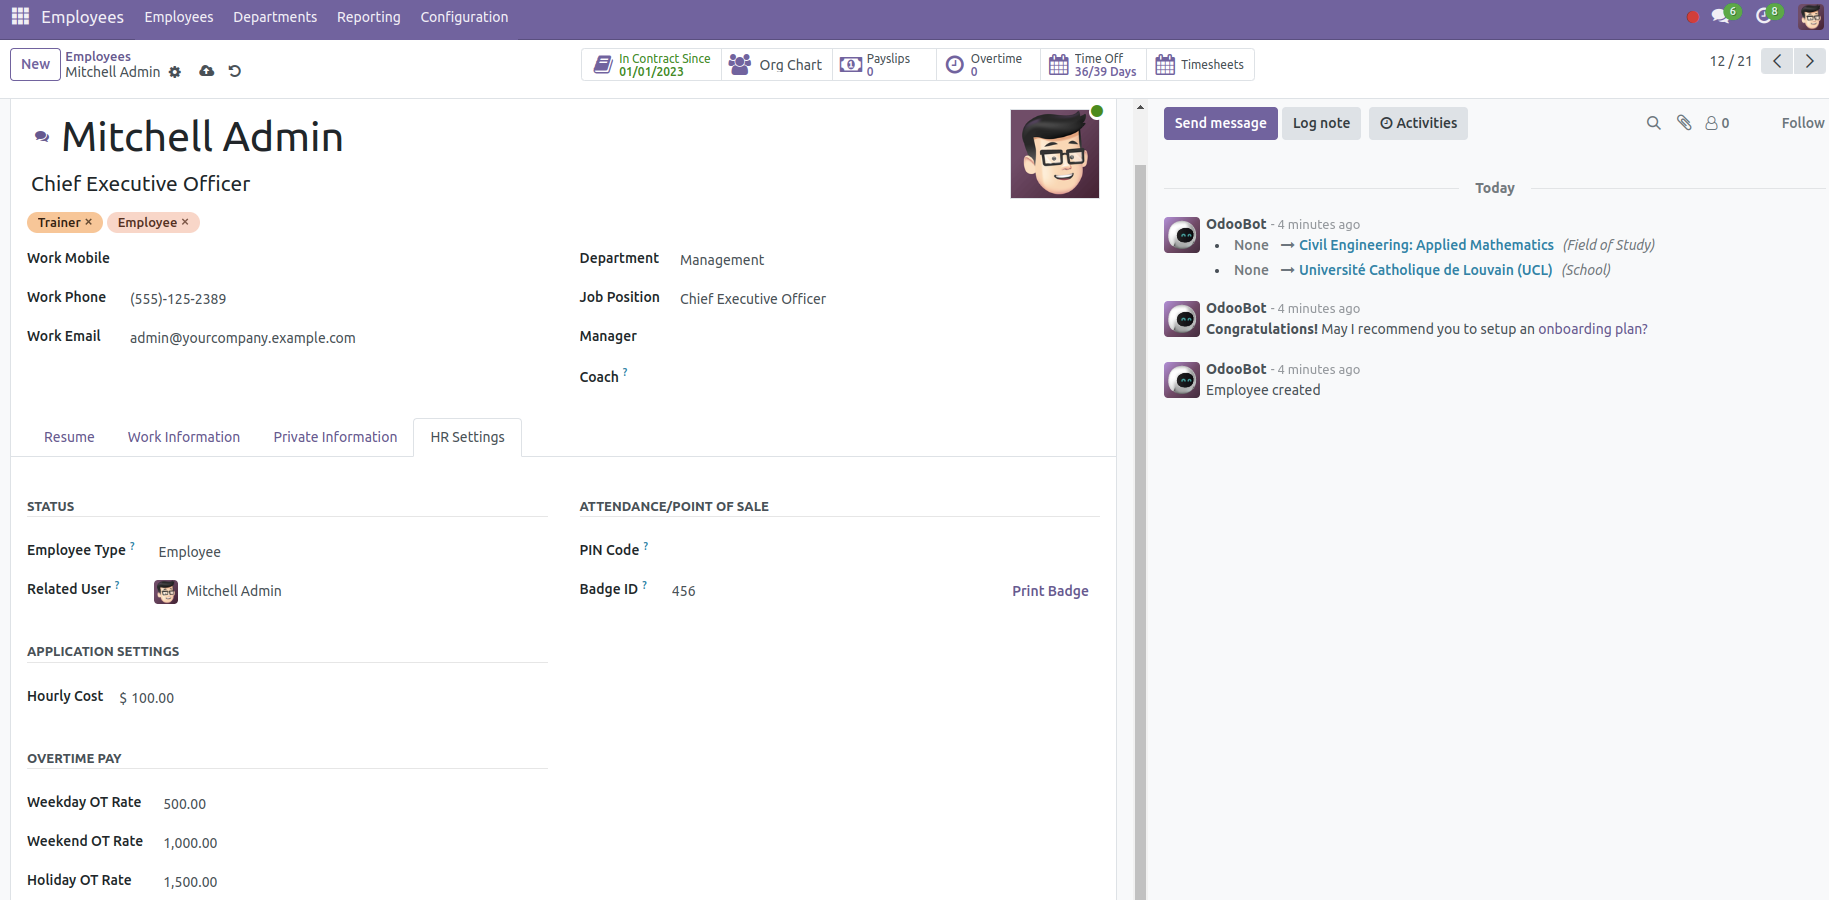 Employees Employees Departments Reporting Configuration 6 8
New Employees
Mitchell Admin
In Contract Since
01/01/2023
Org Chart
Payslips
0
Overtime
0
Time Off
36/39 Days
Timesheets
12 / 21
Mitchell Admin
Chief Executive Officer
Trainer × Employee ×
Work Mobile
Work Phone (555)-125-2389
Work Email admin@yourcompany.example.com
Department Management
Job Position Chief Executive Officer
Manager
Coach ?
Resume Work Information Private Information HR Settings
STATUS
Employee Type ? Employee
Related User ? Mitchell Admin
APPLICATION SETTINGS
Hourly Cost $ 100.00
OVERTIME PAY
Weekday OT Rate 500.00
Weekend OT Rate 1,000.00
Holiday OT Rate 1,500.00
ATTENDANCE/POINT OF SALE
PIN Code ?
Badge ID ? 456 Print Badge
Send message Log note Activities 0 Follow
Today
OdooBot - 4 minutes ago
• None → Civil Engineering: Applied Mathematics (Field of Study)
• None → Université Catholique de Louvain (UCL) (School)
OdooBot - 4 minutes ago
Congratulations! May I recommend you to setup an onboarding plan?
OdooBot - 4 minutes ago
Employee created